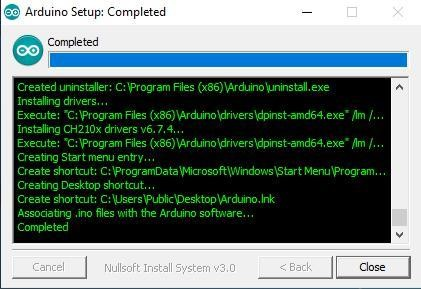 Arduino Setup: Completed
Completed
Created uninstaller: C:\Program Files (x86)\Arduino\uninstall.exe
Installing drivers...
Execute: "C:\Program Files (x86)\Arduino\drivers\dpinst-amd64.exe" /lm /...
Installing CH210x drivers v6.7.4...
Execute: "C:\Program Files (x86)\Arduino\drivers\dpinst-amd64.exe" /lm /...
Creating Start menu entry...
Create shortcut: C:\ProgramData\Microsoft\Windows\Start Menu\Program...
Creating Desktop shortcut...
Create shortcut: C:\Users\Public\Desktop\Arduino.lnk
Associating .ino files with the Arduino software...
Completed
Cancel Nullsoft Install System v3.0 < Back Close